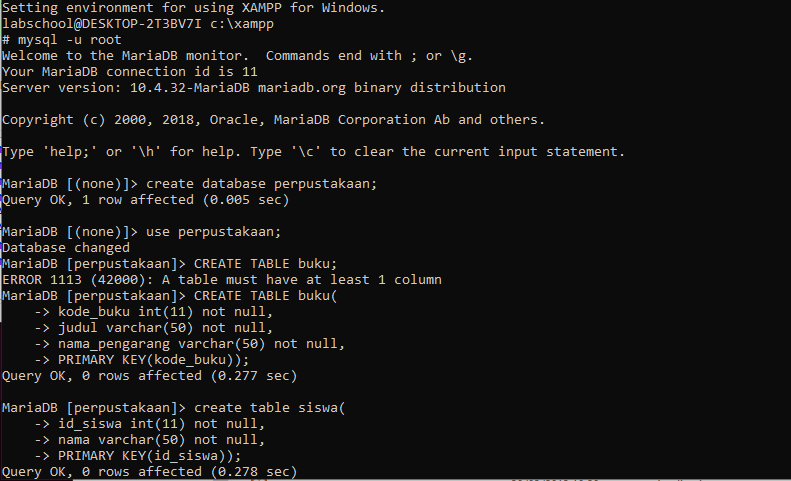 Setting environment for using XAMPP for Windows.
labschool@DESKTOP-2T3BV7I c:\xampp
# mysql -u root
Welcome to the MariaDB monitor.  Commands end with ; or \g.
Your MariaDB connection id is 11
Server version: 10.4.32-MariaDB mariadb.org binary distribution
Copyright (c) 2000, 2018, Oracle, MariaDB Corporation Ab and others.
Type 'help;' or '\h' for help. Type '\c' to clear the current input statement.
MariaDB [(none)]> create database perpustakaan;
Query OK, 1 row affected (0.005 sec)
MariaDB [(none)]> use perpustakaan;
Database changed
MariaDB [perpustakaan]> CREATE TABLE buku;
ERROR 1113 (42000): A table must have at least 1 column
MariaDB [perpustakaan]> CREATE TABLE buku(
    -> kode_buku int(11) not null,
    -> judul varchar(50) not null,
    -> nama_pengarang varchar(50) not null,
    -> PRIMARY KEY(kode_buku));
Query OK, 0 rows affected (0.277 sec)
MariaDB [perpustakaan]> create table siswa(
    -> id_siswa int(11) not null,
    -> nama varchar(50) not null,
    -> PRIMARY KEY(id_siswa));
Query OK, 0 rows affected (0.278 sec)